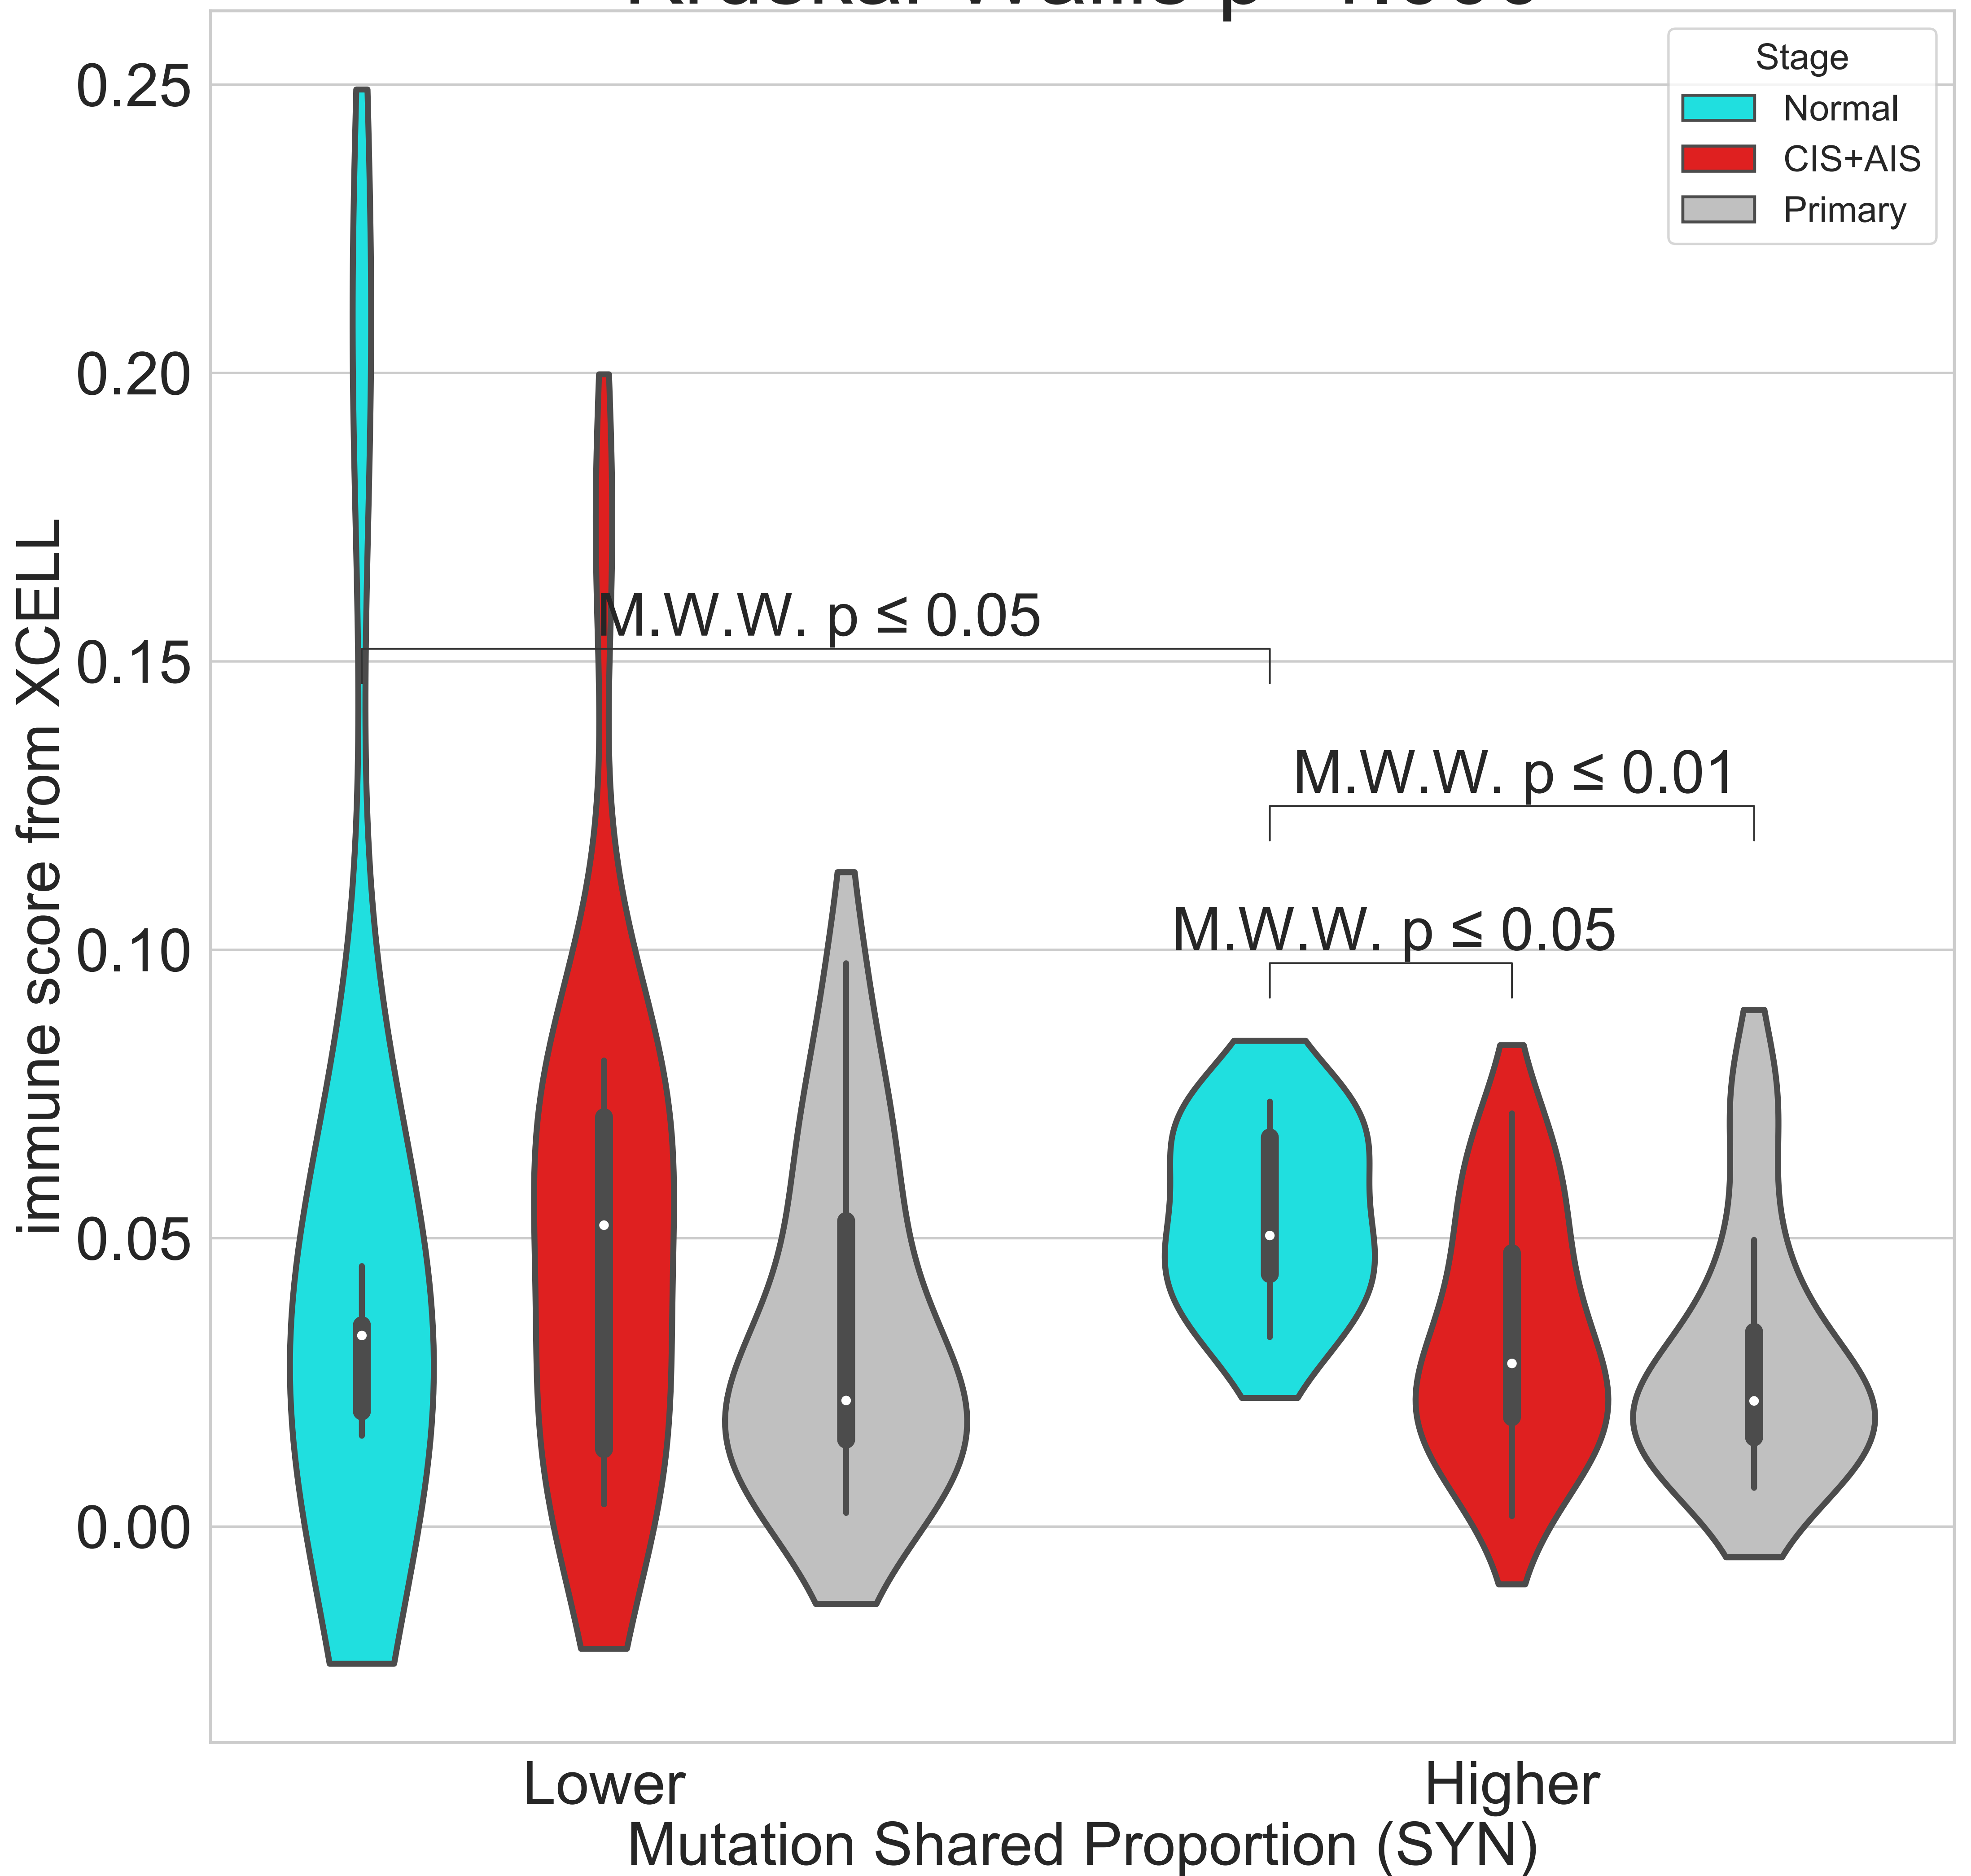 Stage
Normal
CIS+AIS
Primary
0.25
0.20
0.15
0.10
0.05
0.00
immune score from XCELL
M.W.W. p ≤ 0.05
M.W.W. p ≤ 0.01
M.W.W. p ≤ 0.05
Lower
Higher
Mutation Shared Proportion (SYN)